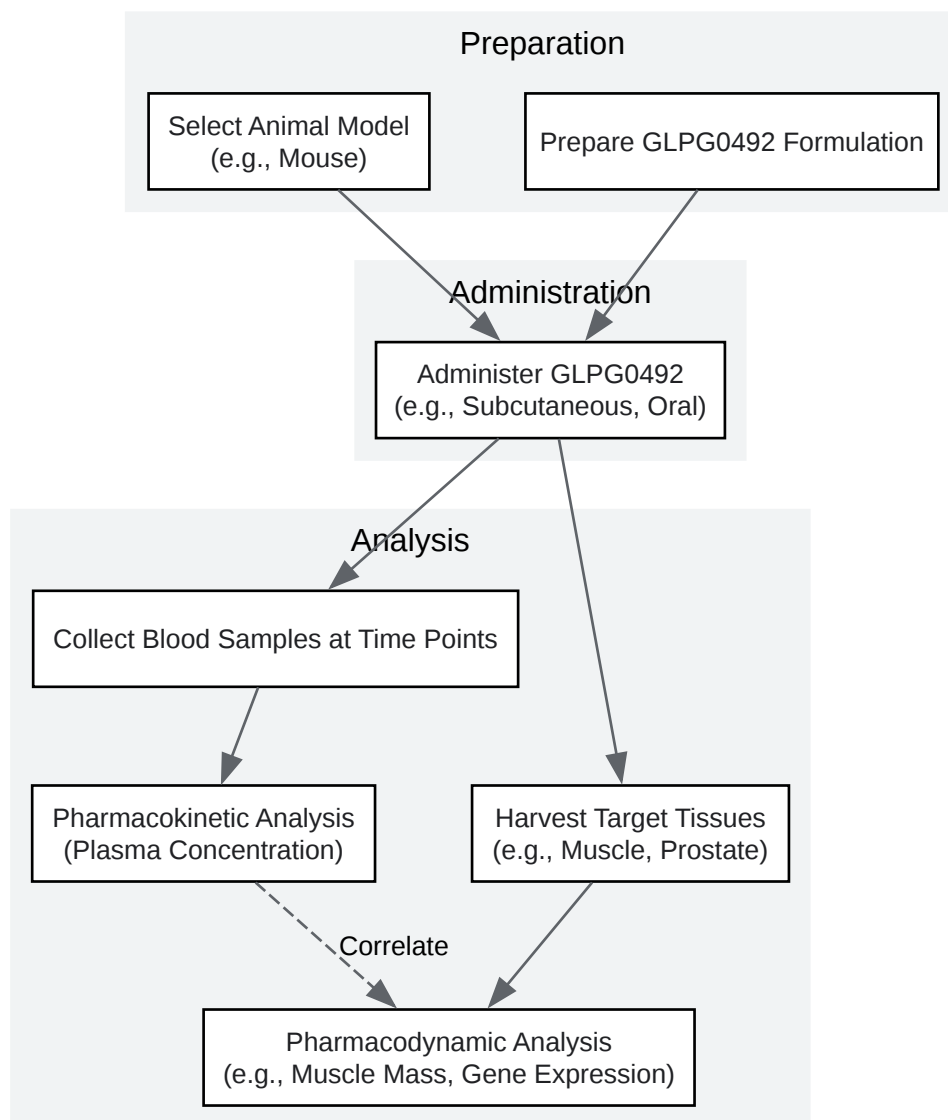 Preparation
Select Animal Model
(e.g., Mouse)
Prepare GLPG0492 Formulation
Administration
Administer GLPG0492
(e.g., Subcutaneous, Oral)
Analysis
Collect Blood Samples at Time Points
Pharmacokinetic Analysis
(Plasma Concentration)
Harvest Target Tissues
(e.g., Muscle, Prostate)
Correlate
Pharmacodynamic Analysis
(e.g., Muscle Mass, Gene Expression)